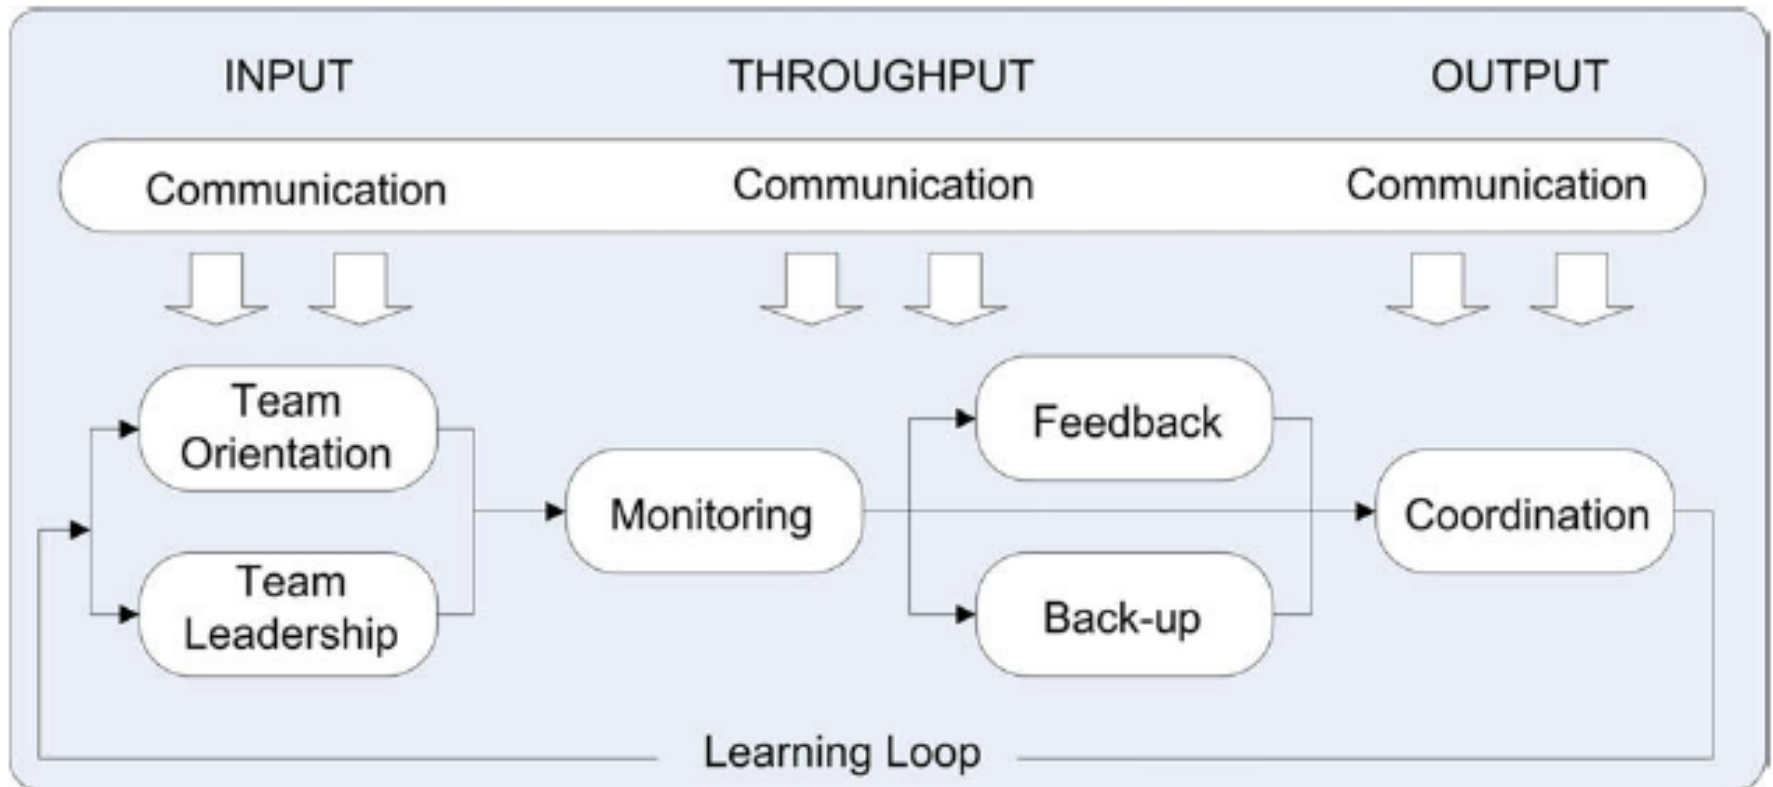 INPUT THROUGHPUT OUTPUT
Communication Communication Communication
Team
Orientation
Team
Leadership
Monitoring
Feedback
Back-up
Coordination
Learning Loop